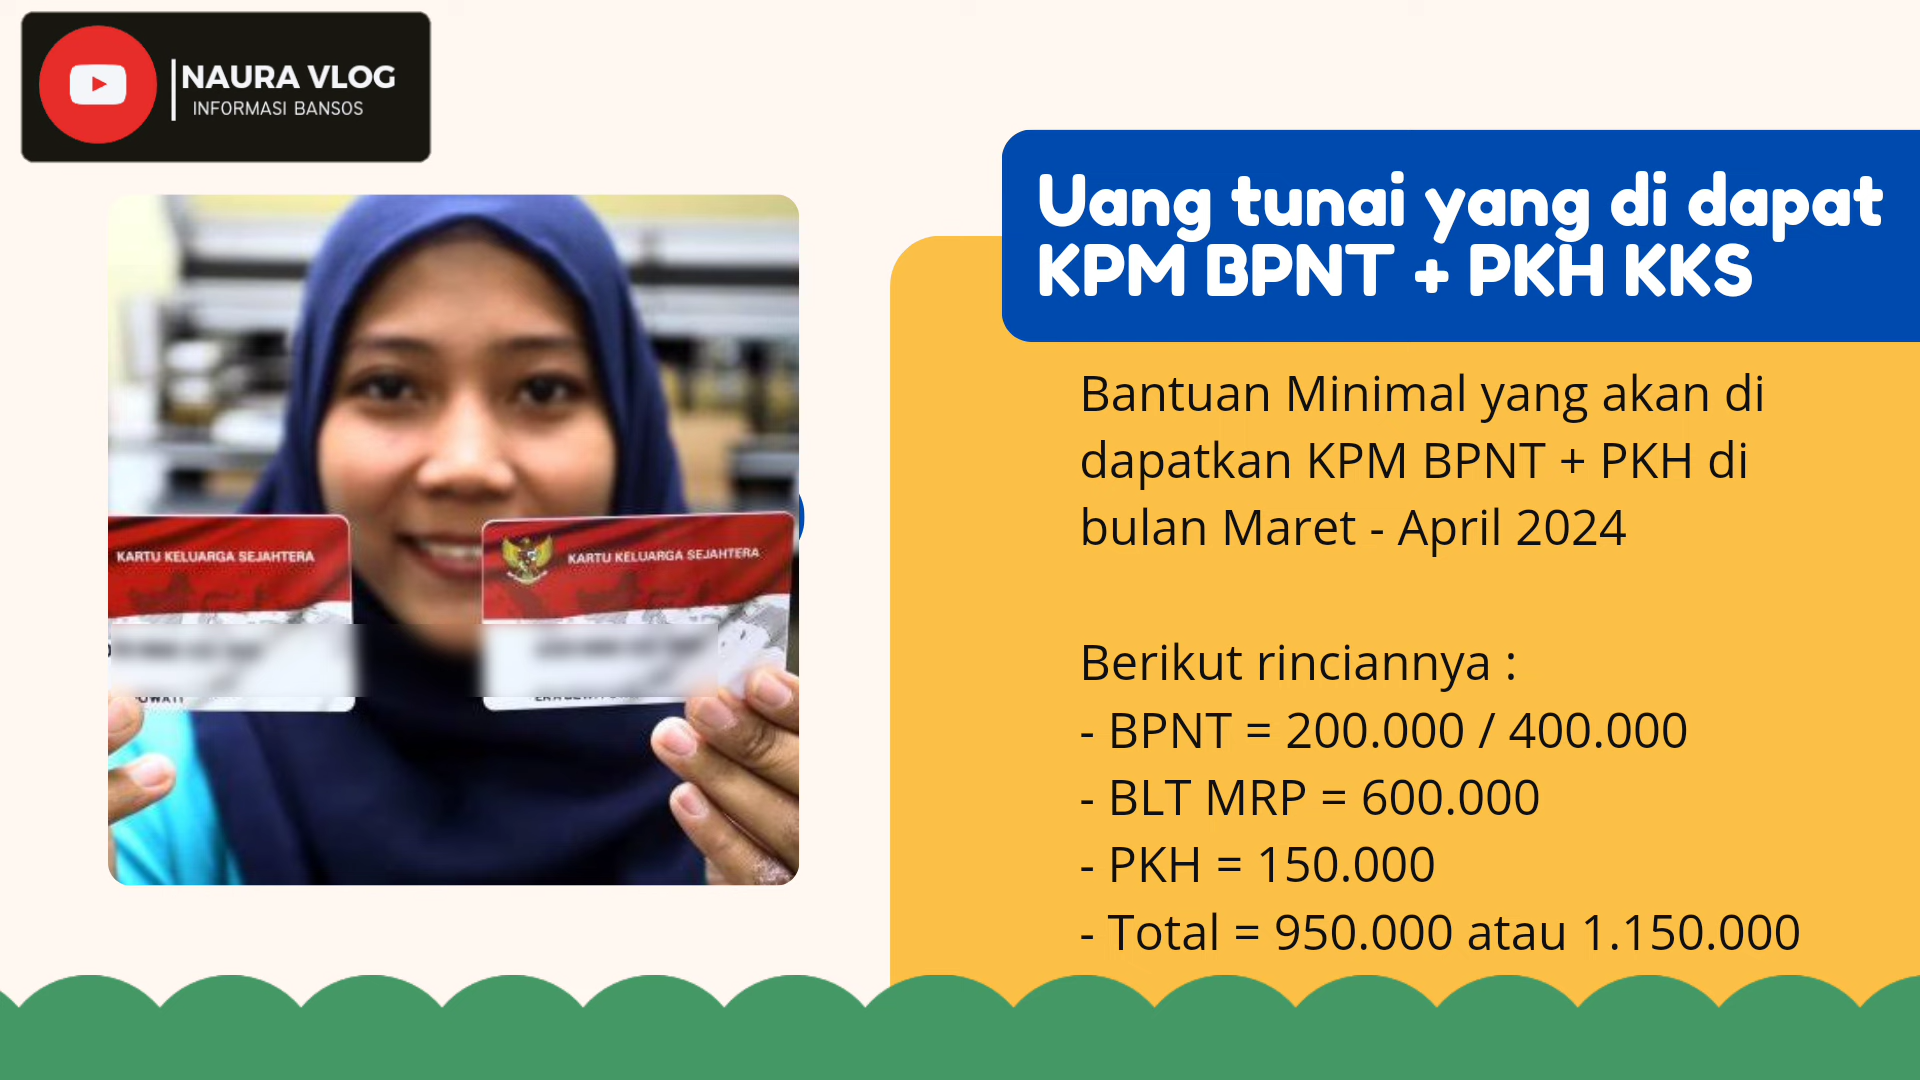 NAURA VLOG
INFORMASI BANSOS
Uang tunai yang di dapat
KPM BPNT + PKH KKS
KARTU KELUARGA SEJAHTERA
KARTU KELUARGA SEJAHTERA
Bantuan Minimal yang akan di
dapatkan KPM BPNT + PKH di
bulan Maret - April 2024
Berikut rinciannya :
- BPNT = 200.000 / 400.000
- BLT MRP = 600.000
- PKH = 150.000
- Total = 950.000 atau 1.150.000